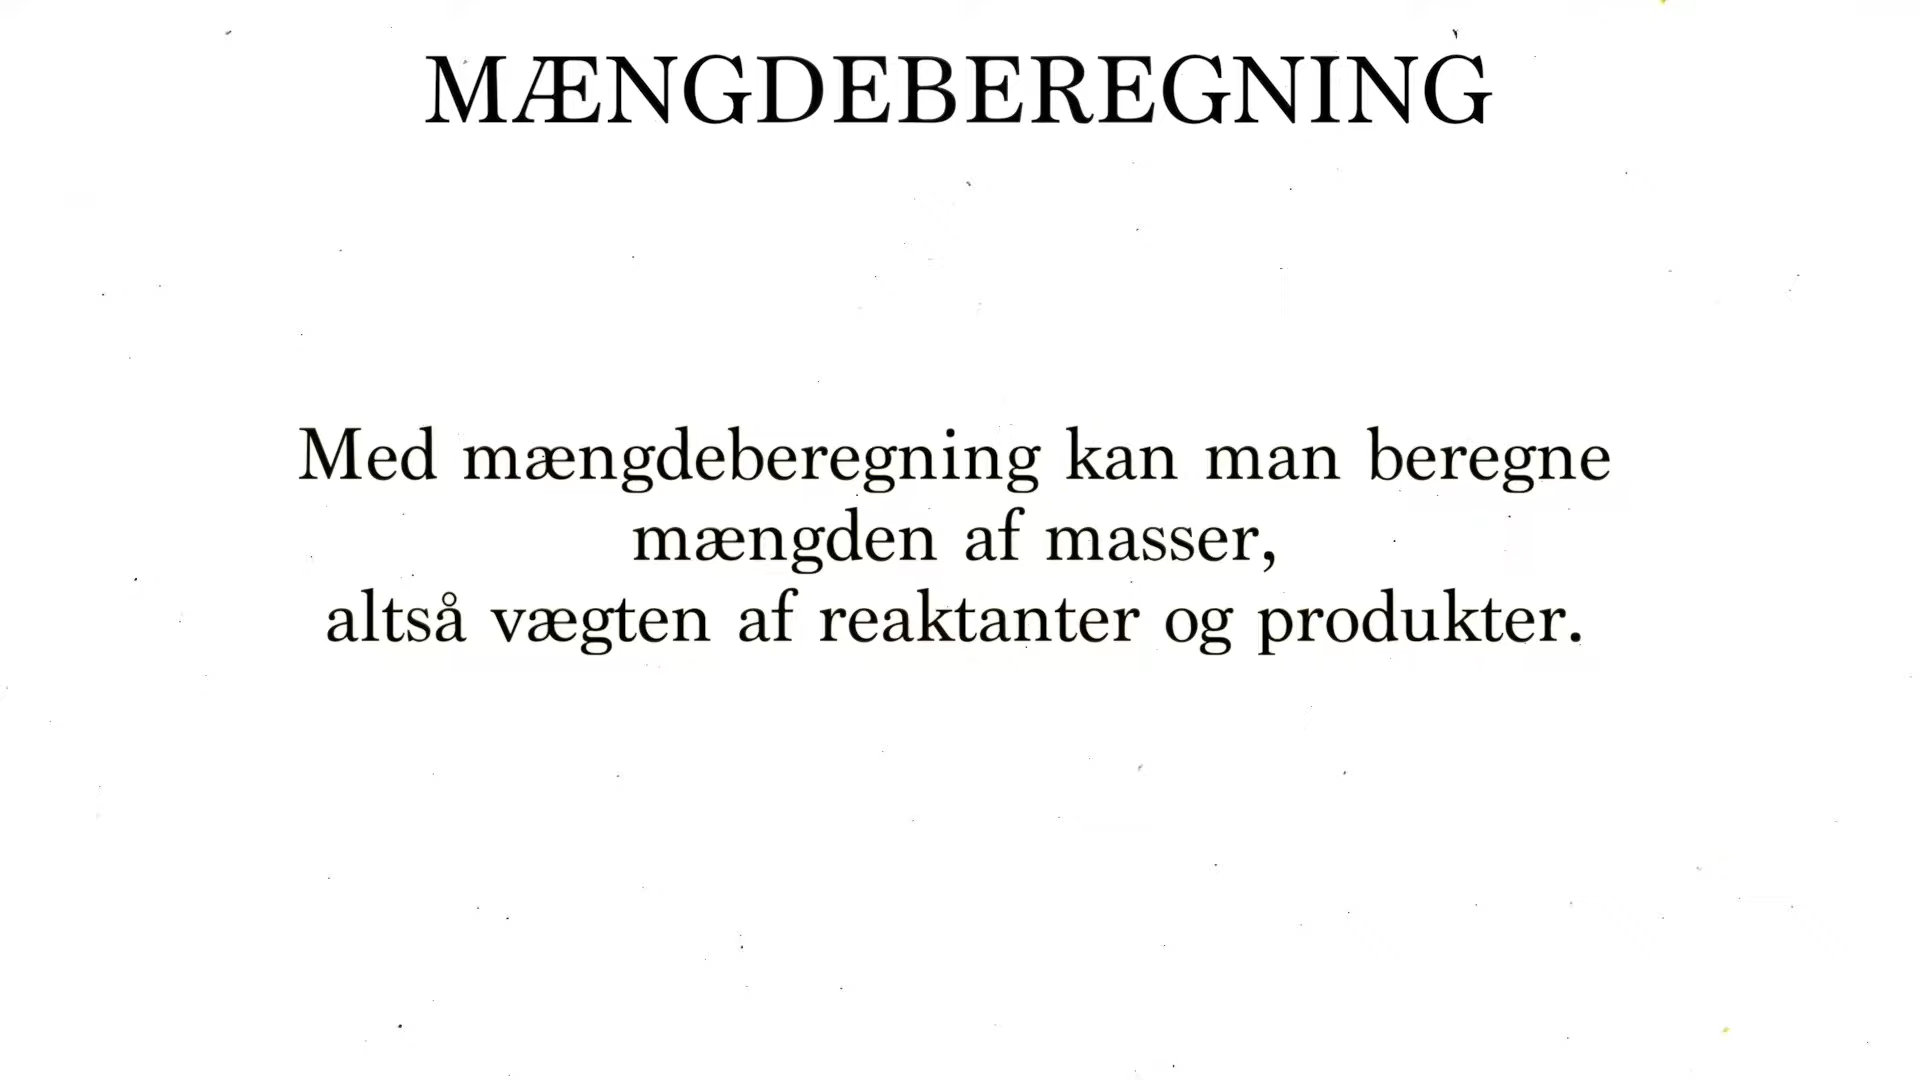 MÆNGDEBEREGNING
Med mængdeberegning kan man beregne
mængden af masser,
altså vægten af reaktanter og produkter.